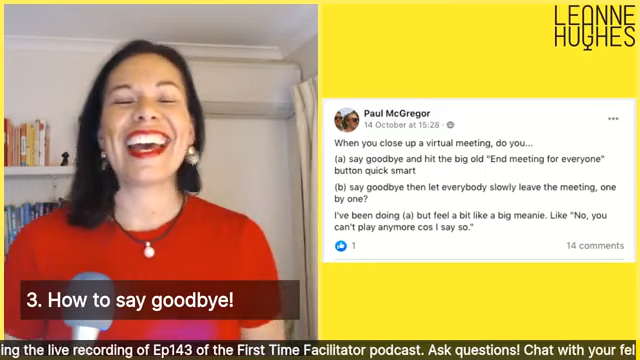 LEANNE
HUGHES
Paul McGregor
14 October at 15:28
When you close up a virtual meeting, do you...
(a) say goodbye and hit the big old "End meeting for everyone"
button quick smart
(b) say goodbye then let everybody slowly leave the meeting, one
by one?
I've been doing (a) but feel a bit like a big meanie. Like "No, you
can't play anymore cos I say so."
1
14 comments
3. How to say goodbye!
ing the live recording of Ep143 of the First Time Facilitator podcast. Ask questions! Chat with your fel